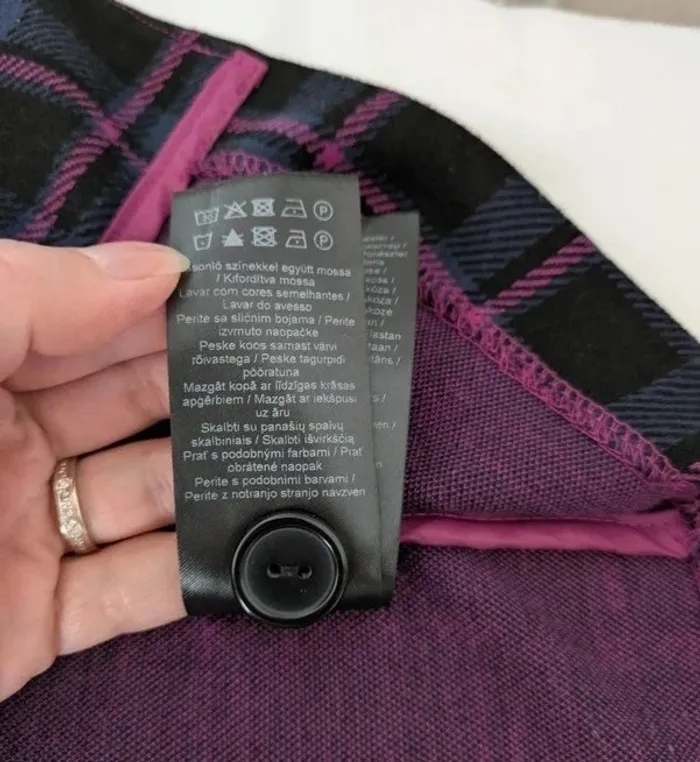 30 P
P
sonló színekkel együtt mossa
/ Kifordítva mossa
Lavar com cores semelhantes /
Lavar do avesso
Perite sa sličnim bojama / Perite
izvrnuto naopačke
Peske koos samast värvi
rõivastega / Peske tagurpidi
pööratuna
Mazgāt kopā ar līdzīgas krāsas
apģērbiem / Mazgāt ar iekšpusi
uz āru
Skalbti su panašių spalvų
skalbiniais / Skalbti išvirkščią
Prať s podobnými farbami / Prať
obrátené naopak
Perite s podobnimi barvami /
Perite z notranjo stranjo navzven